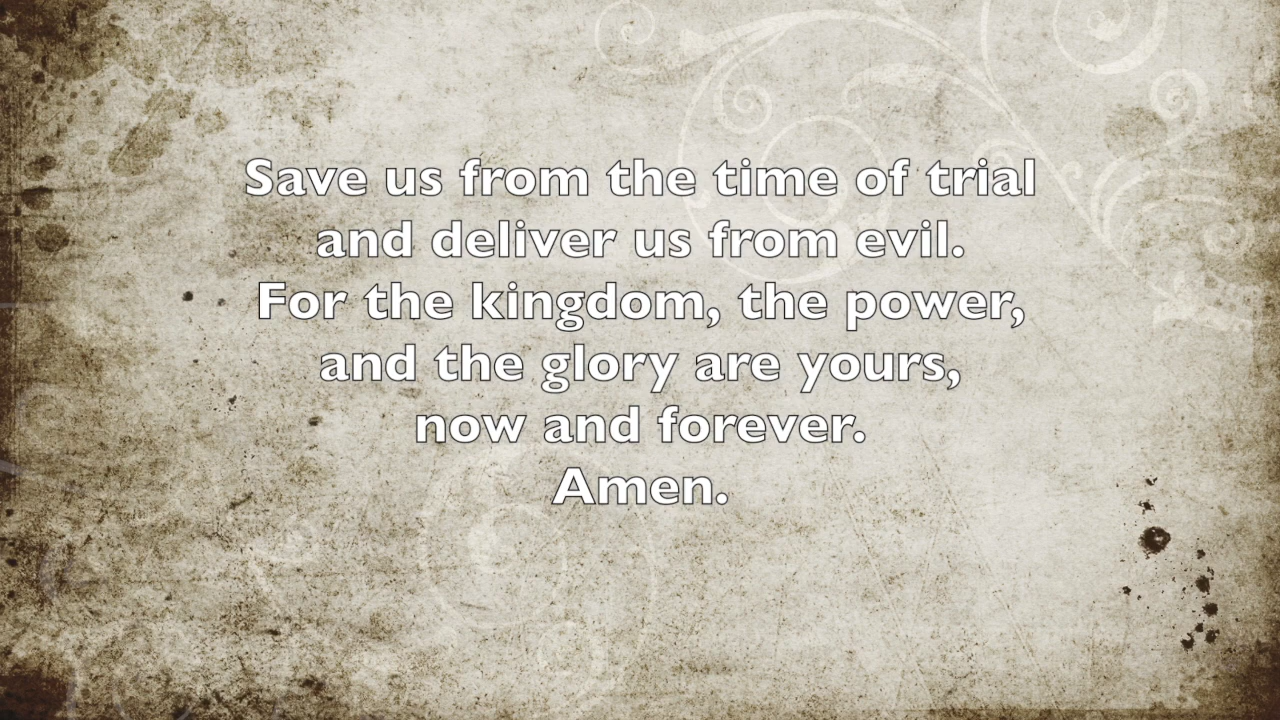 Save us from the time of trial
and deliver us from evil.
For the kingdom, the power,
and the glory are yours,
now and forever.
Amen.